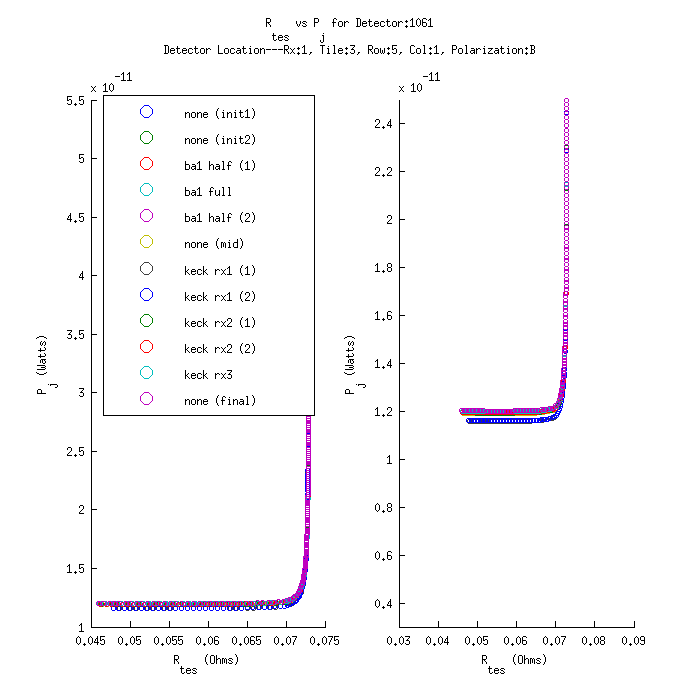 R_tes vs P_j for Detector:1061
Detector Location---Rx:1, Tile:3, Row:5, Col:1, Polarization:B
x 10^-11
5.5
5
4.5
4
3.5
3
2.5
2
1.5
1
P_j (Watts)
0.045 0.05 0.055 0.06 0.065 0.07 0.075
R_tes (Ohms)
none (init1)
none (init2)
ba1 half (1)
ba1 full
ba1 half (2)
none (mid)
keck rx1 (1)
keck rx1 (2)
keck rx2 (1)
keck rx2 (2)
keck rx3
none (final)
x 10^-11
2.4
2.2
2
1.8
1.6
1.4
1.2
1
0.8
0.6
0.4
P_j (Watts)
0.03 0.04 0.05 0.06 0.07 0.08 0.09
R_tes (Ohms)